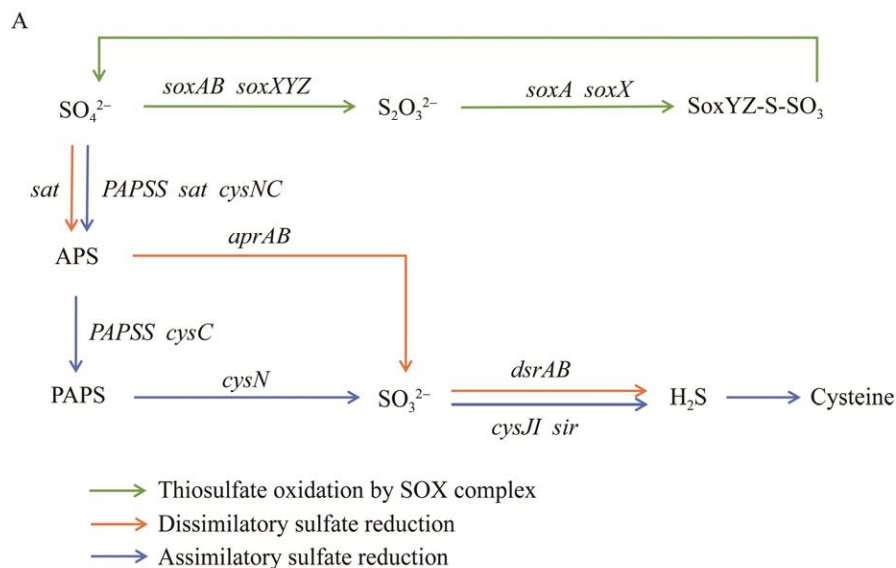 A
soxAB soxXYZ
soxA soxX
SO₄²⁻
S₂O₃²⁻
SoxYZ-S-SO₃
sat
PAPSS sat cysNC
APS
aprAB
PAPSS cysC
PAPS
cysN
SO₃²⁻
dsrAB
cysJI sir
H₂S
Cysteine
Thiosulfate oxidation by SOX complex
Dissimilatory sulfate reduction
Assimilatory sulfate reduction